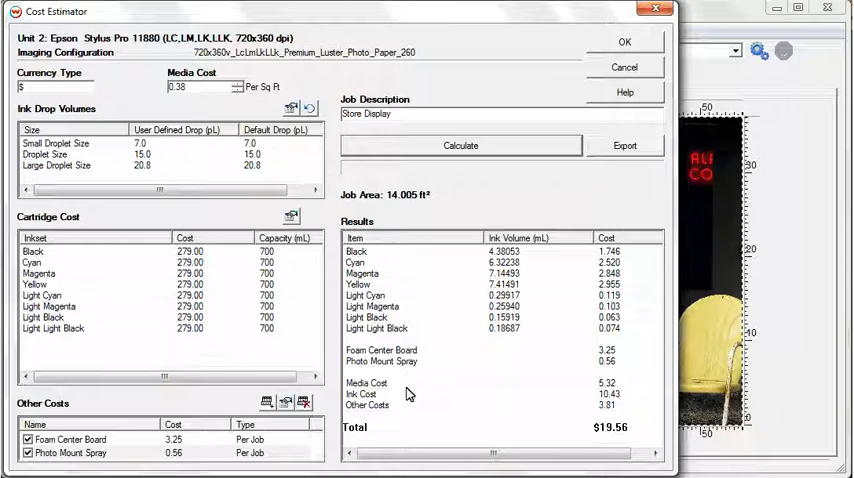 Cost Estimator
Unit 2: Epson Stylus Pro 11880 (LC,LM,LK,LLK, 720x360 dpi)
Imaging Configuration 720x360v_LcLmLkLLk_Premium_Luster_Photo_Paper_260
OK
Cancel
Help
Currency Type Media Cost
$ 0.38 Per Sq Ft
Ink Drop Volumes
Size User Defined Drop (pL) Default Drop (pL)
Small Droplet Size 7.0 7.0
Droplet Size 15.0 15.0
Large Droplet Size 20.8 20.8
Job Description
Store Display
Calculate Export
Job Area: 14.005 ft²
Cartridge Cost
Inkset Cost Capacity (mL)
Black 279.00 700
Cyan 279.00 700
Magenta 279.00 700
Yellow 279.00 700
Light Cyan 279.00 700
Light Magenta 279.00 700
Light Black 279.00 700
Light Light Black 279.00 700
Results
Item Ink Volume (mL) Cost
Black 4.38053 1.746
Cyan 6.32238 2.520
Magenta 7.14493 2.848
Yellow 7.41491 2.955
Light Cyan 0.29917 0.119
Light Magenta 0.25940 0.103
Light Black 0.15919 0.063
Light Light Black 0.18687 0.074
Foam Center Board 3.25
Photo Mount Spray 0.56
Media Cost 5.32
Ink Cost 10.43
Other Costs 3.81
Total $19.56
Other Costs
Name Cost Type
Foam Center Board 3.25 Per Job
Photo Mount Spray 0.56 Per Job
50
30
20
10
50
ALF
CO